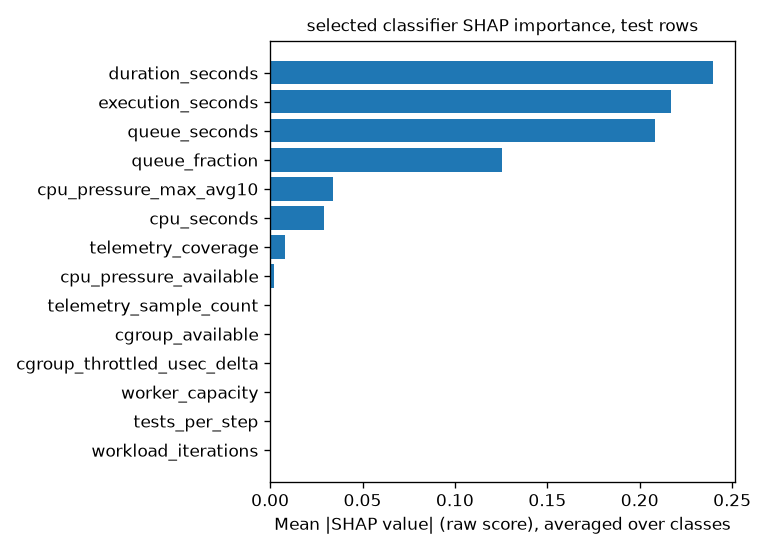 selected classifier SHAP importance, test rows
duration_seconds
execution_seconds
queue_seconds
queue_fraction
cpu_pressure_max_avg10
cpu_seconds
telemetry_coverage
cpu_pressure_available
telemetry_sample_count
cgroup_available
cgroup_throttled_usec_delta
worker_capacity
tests_per_step
workload_iterations
0.00 0.05 0.10 0.15 0.20 0.25
Mean |SHAP value| (raw score), averaged over classes